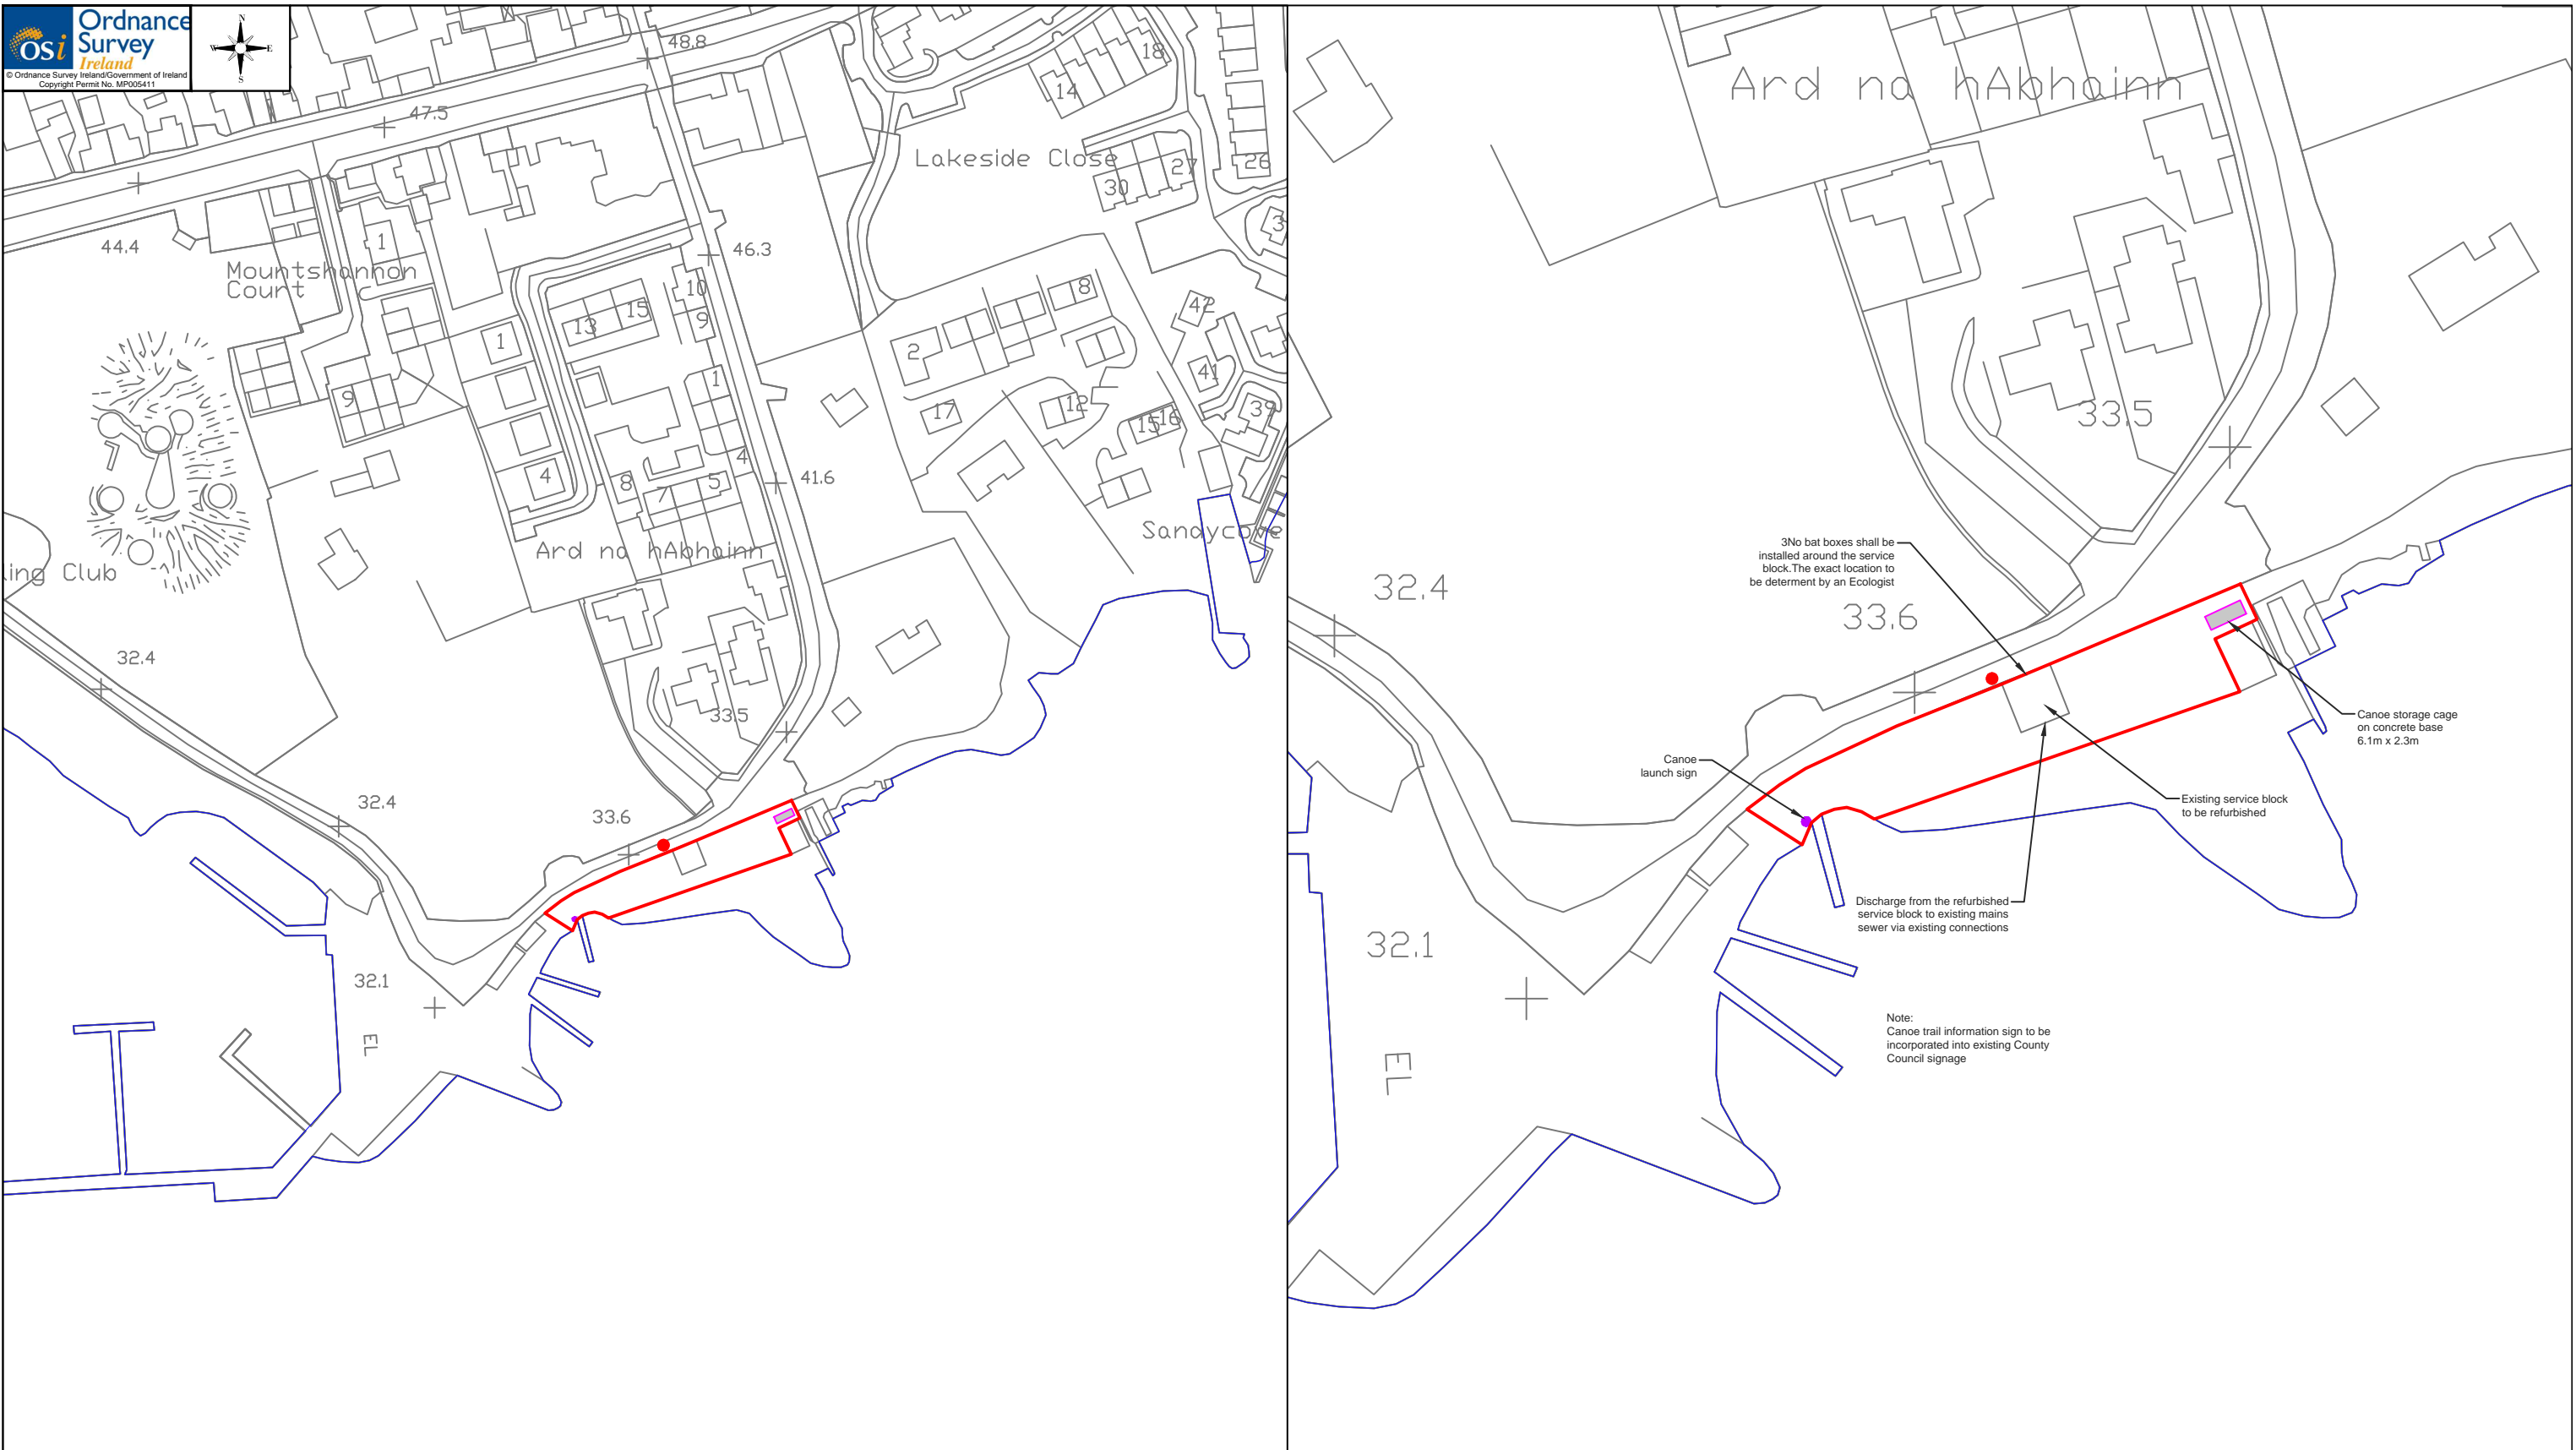 Ordnance
Survey
Ireland
osi
© Ordnance Survey Ireland/Government of Ireland
Copyright Permit No. MP005411
N
W E
S
48.8
18
14
47.5
Lakeside Close
27
26
30
3
44.4
1
46.3
Mountshannon
Court
10
8
42
15
13
9
1
2
41
1
9
17
12
39
15 16
4
4
8
7
5
41.6
Sandycove
Ard na hAbhainn
ing Club
32.4
33.5
32.4
33.6
32.1
EL
Ard na hAbhainn
33.5
3No bat boxes shall be
installed around the service
block.The exact location to
be determent by an Ecologist
32.4
33.6
Canoe storage cage
on concrete base
6.1m x 2.3m
Canoe
launch sign
Existing service block
to be refurbished
Discharge from the refurbished
service block to existing mains
sewer via existing connections
32.1
Note:
Canoe trail information sign to be
incorporated into existing County
Council signage
EL